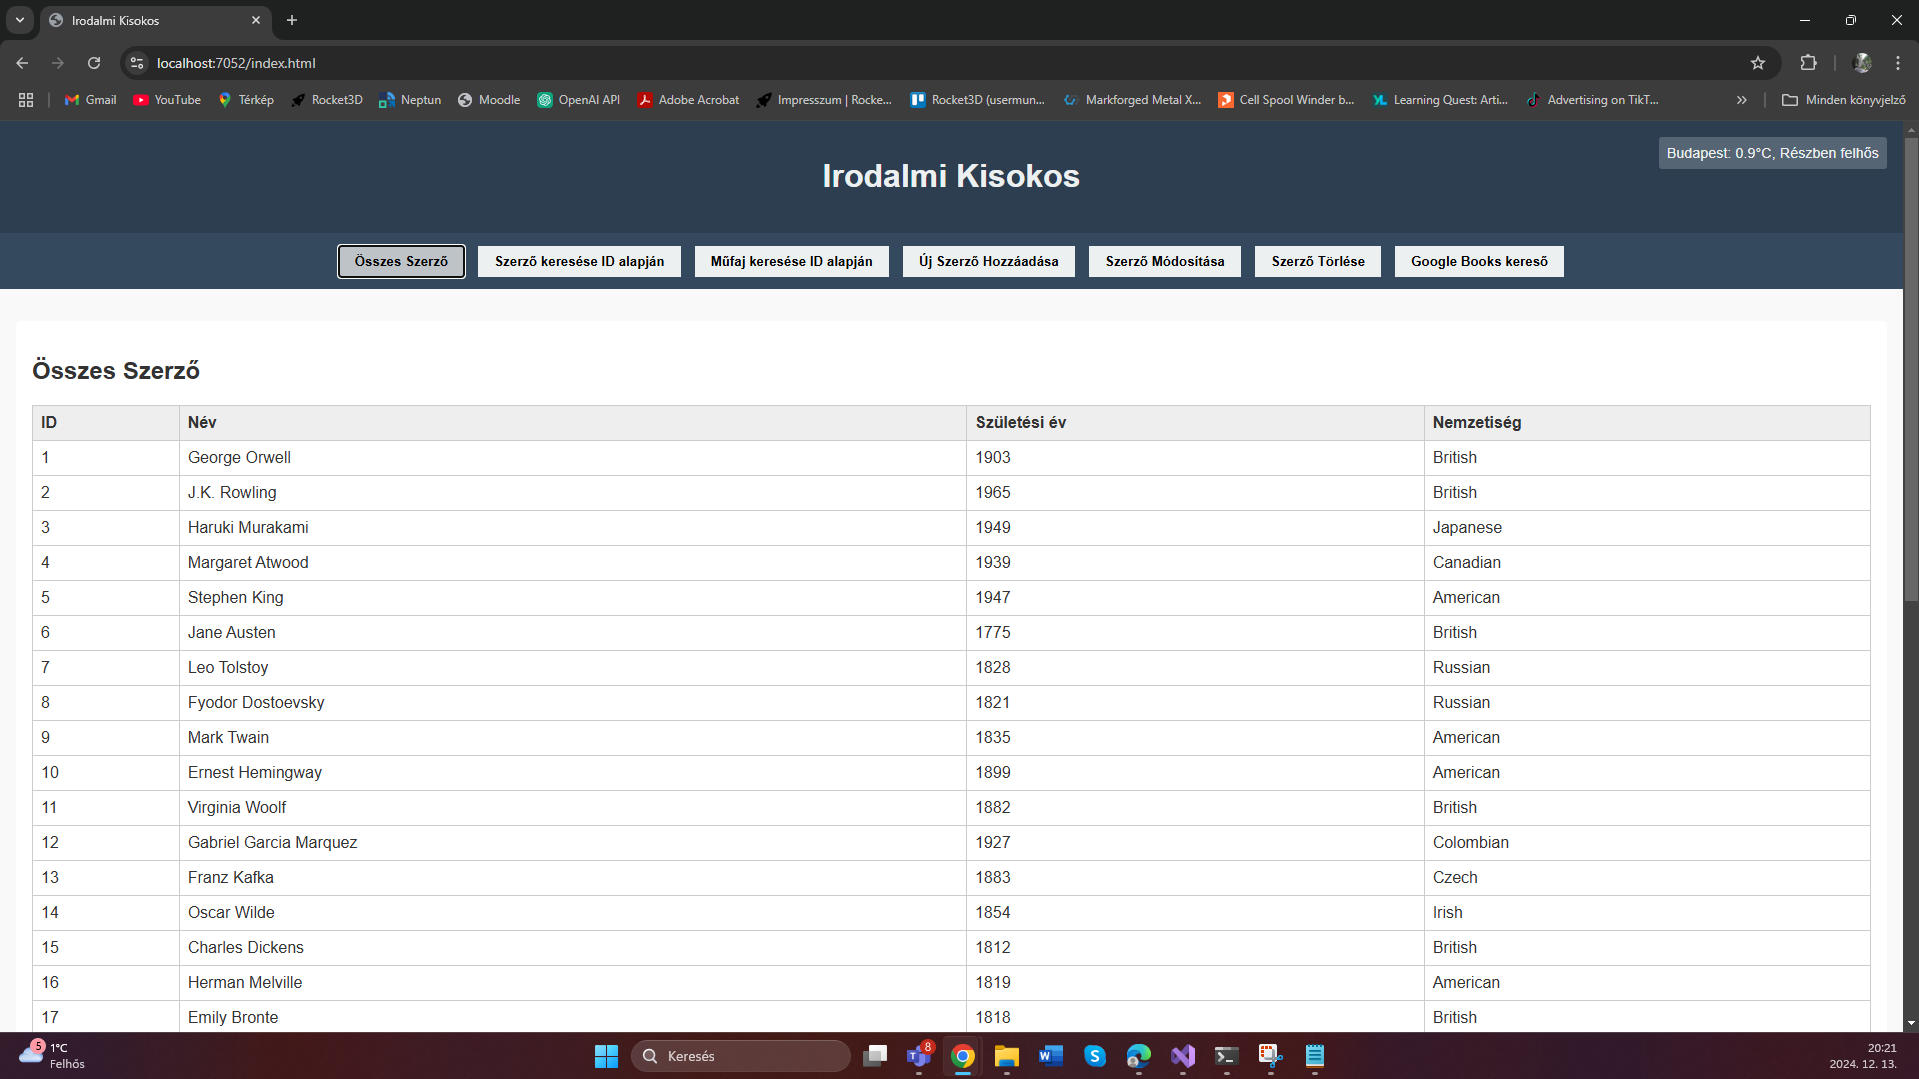 Irodalmi Kisokos
localhost:7052/index.html
Gmail YouTube Térkép Rocket3D Neptun Moodle OpenAI API Adobe Acrobat Impresszum | Rocke... Rocket3D (usermun... Markforged Metal X... Cell Spool Winder b... Learning Quest: Arti... Advertising on TikT... Minden könyvjelző
Budapest: 0.9°C, Részben felhős
Irodalmi Kisokos
Összes Szerző Szerző keresése ID alapján Műfaj keresése ID alapján Új Szerző Hozzáadása Szerző Módosítása Szerző Törlése Google Books kereső
Összes Szerző
ID Név Születési év Nemzetiség
1 George Orwell 1903 British
2 J.K. Rowling 1965 British
3 Haruki Murakami 1949 Japanese
4 Margaret Atwood 1939 Canadian
5 Stephen King 1947 American
6 Jane Austen 1775 British
7 Leo Tolstoy 1828 Russian
8 Fyodor Dostoevsky 1821 Russian
9 Mark Twain 1835 American
10 Ernest Hemingway 1899 American
11 Virginia Woolf 1882 British
12 Gabriel Garcia Marquez 1927 Colombian
13 Franz Kafka 1883 Czech
14 Oscar Wilde 1854 Irish
15 Charles Dickens 1812 British
16 Herman Melville 1819 American
17 Emily Bronte 1818 British
5 1°C
Felhős
Keresés
8
20:21
2024. 12. 13.